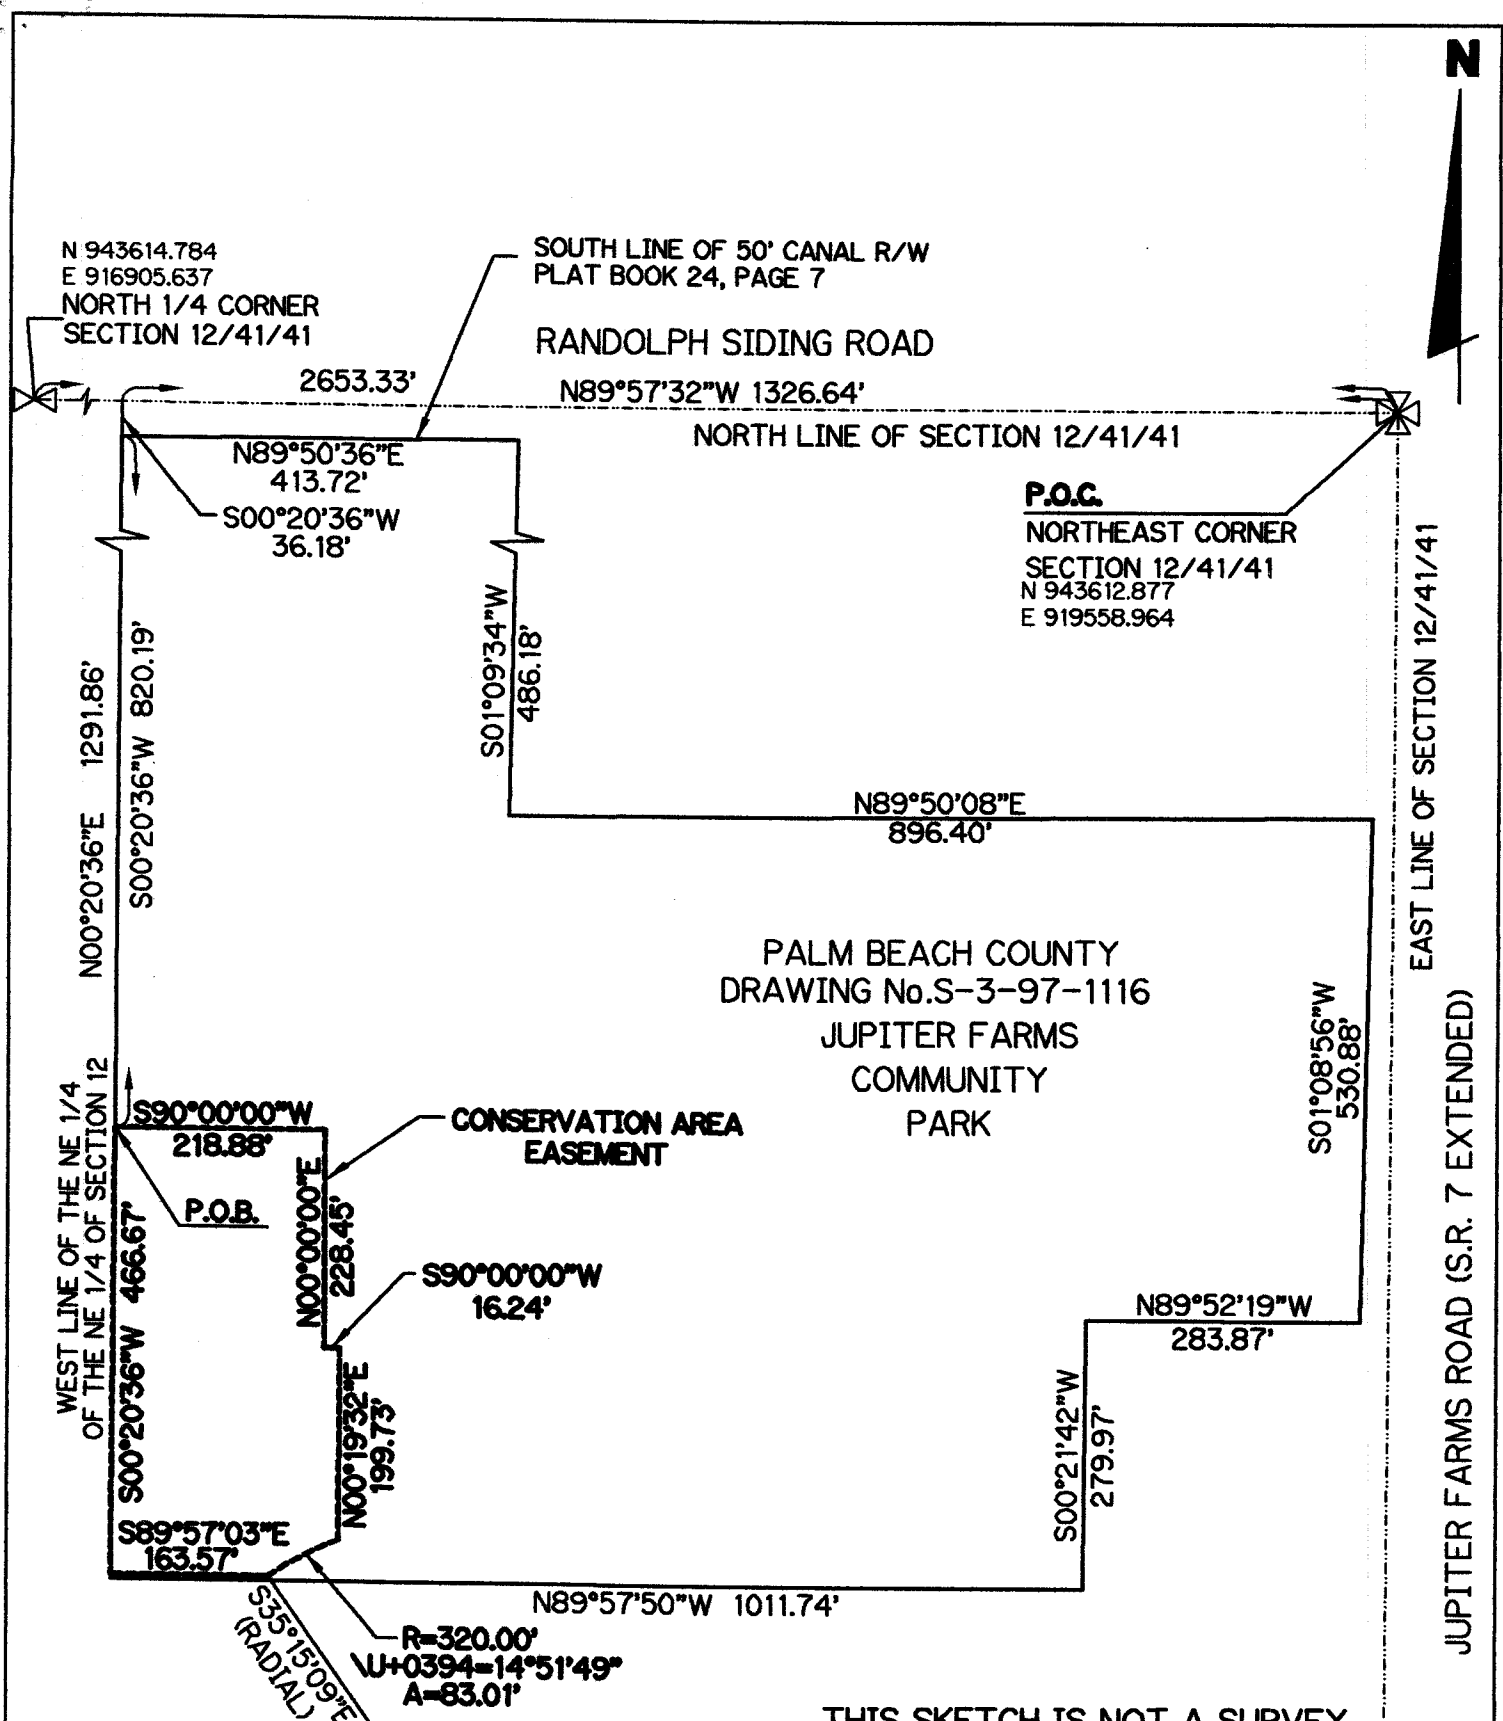 N
N 943614.784
E 916905.637
NORTH 1/4 CORNER
SECTION 12/41/41
SOUTH LINE OF 50' CANAL R/W
PLAT BOOK 24, PAGE 7
RANDOLPH SIDING ROAD
2653.33'
N89°57'32"W 1326.64'
NORTH LINE OF SECTION 12/41/41
N89°50'36"E
413.72'
S00°20'36"W
36.18'
P.O.C.
NORTHEAST CORNER
SECTION 12/41/41
N 943612.877
E 919558.964
EAST LINE OF SECTION 12/41/41
S01°09'34"W
486.18'
N00°20'36"E 1291.86'
S00°20'36"W 820.19'
N89°50'08"E
896.40'
PALM BEACH COUNTY
DRAWING No.S-3-97-1116
JUPITER FARMS
COMMUNITY
PARK
S01°08'56"W
530.88'
JUPITER FARMS ROAD (S.R. 7 EXTENDED)
WEST LINE OF THE NE 1/4
OF THE NE 1/4 OF SECTION 12
S90°00'00"W
218.88'
CONSERVATION AREA
EASEMENT
P.O.B.
N00°00'00"E
228.45'
S90°00'00"W
16.24'
S00°20'36"W 466.67'
N00°19'32"E
199.73'
N89°52'19"W
283.87'
S00°21'42"W
279.97'
S89°57'03"E
163.57'
N89°57'50"W 1011.74'
S35°15'09"E
(RADIAL)
R=320.00'
\U+0394=14°51'49"
A=83.01'
THIS SKETCH IS NOT A SURVEY